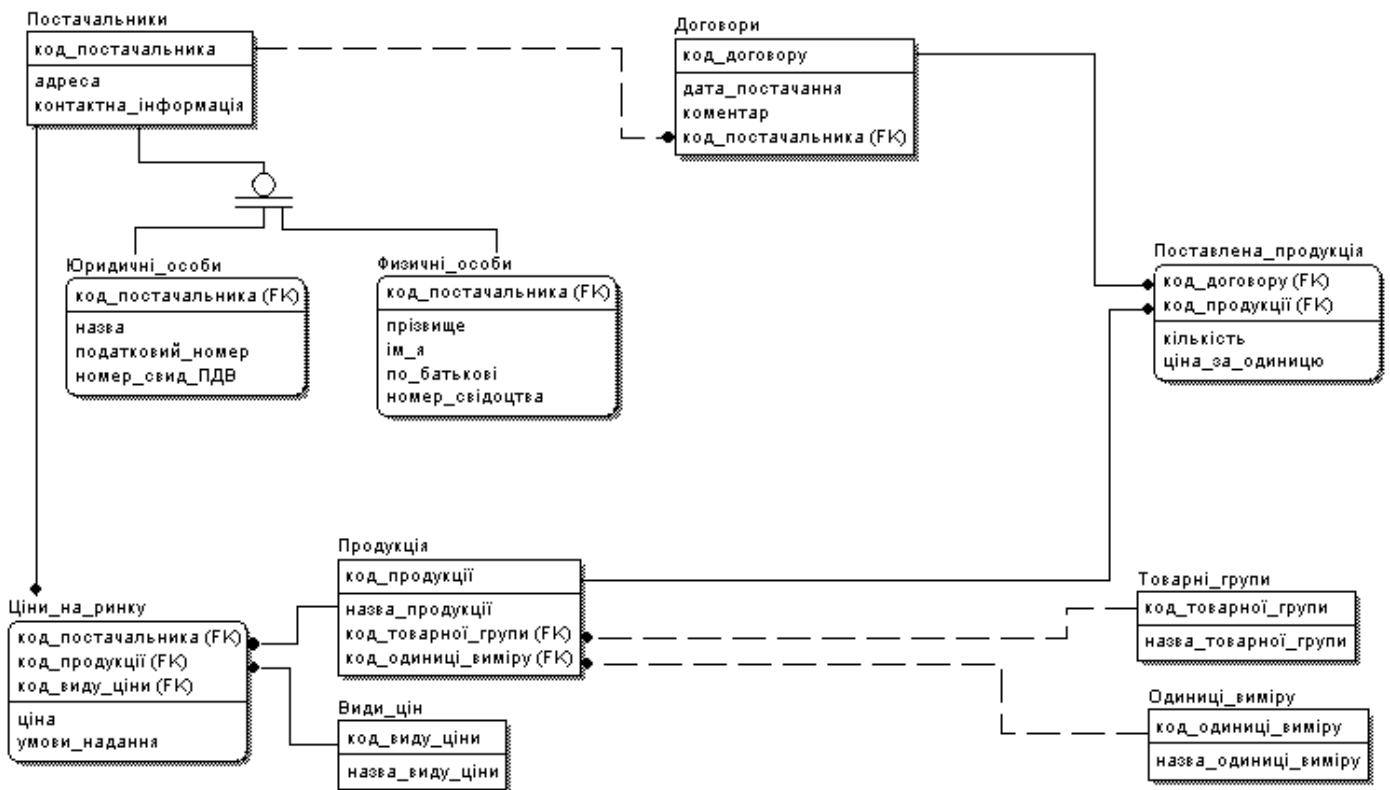 Постачальники
код_постачальника
адреса
контактна_інформація
Договори
код_договору
дата_постачання
коментар
код_постачальника (FK)
Юридичні_особи
код_постачальника (FK)
назва
податковий_номер
номер_свид_ПДВ
Физичні_особи
код_постачальника (FK)
прізвище
ім_я
по_батькові
номер_свідоцтва
Поставлена_продукція
код_договору (FK)
код_продукції (FK)
кількість
ціна_за_одиницю
Ціни_на_ринку
код_постачальника (FK)
код_продукції (FK)
код_виду_ціни (FK)
ціна
умови_надання
Продукція
код_продукції
назва_продукції
код_товарної_групи (FK)
код_одиниці_виміру (FK)
Види_цін
код_виду_ціни
назва_виду_ціни
Товарні_групи
код_товарної_групи
назва_товарної_групи
Одиниці_виміру
код_одиниці_виміру
назва_одиниці_виміру